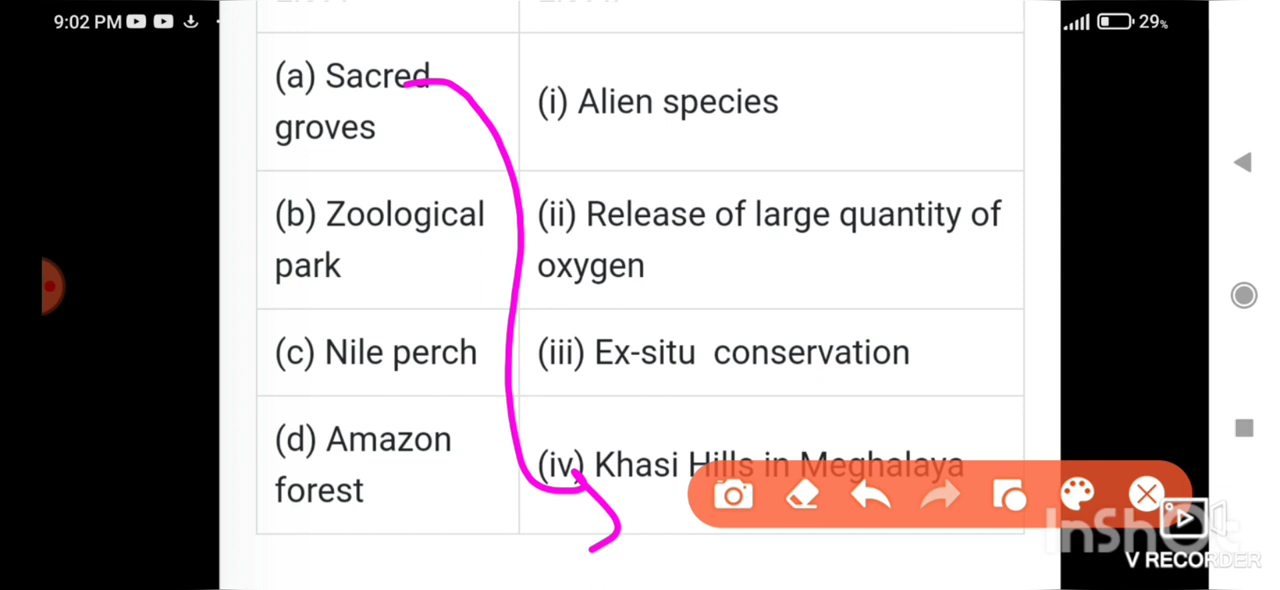 9:02 PM
29%
(a) Sacred
groves
(i) Alien species
(b) Zoological
park
(ii) Release of large quantity of
oxygen
(c) Nile perch
(iii) Ex-situ conservation
(d) Amazon
forest
(iv) Khasi Hills in Meghalaya
InShot
V RECORDER